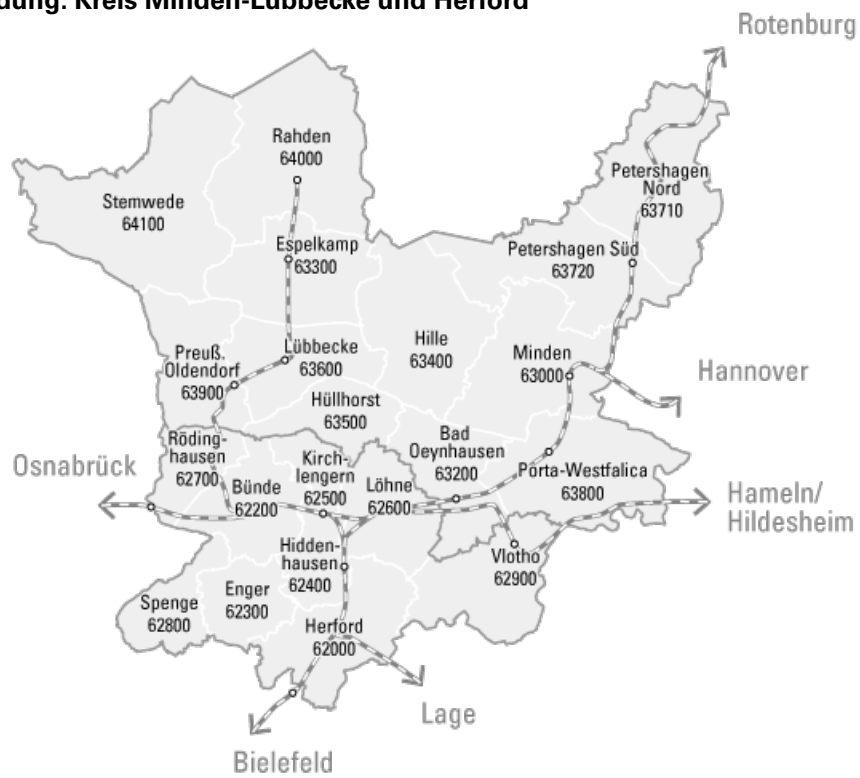 dung: Kreis Minden-Lübbecke und Herford
Rotenburg
Rahden
64000
Stemwede
64100
Petershagen
Nord
63710
Espelkamp
63300
Petershagen Süd
63720
Preuß.
Oldendorf
63900
Lübbecke
63600
Hille
63400
Minden
63000
Hannover
Hüllhorst
63500
Röding-
hausen
62700
Bad
Oeynhausen
63200
Osnabrück
Kirch-
lengern
62500
Bünde
62200
Löhne
62600
Porta-Westfalica
63800
Hameln/
Hildesheim
Hidden-
hausen
62400
Vlotho
62900
Spenge
62800
Enger
62300
Herford
62000
Lage
Bielefeld